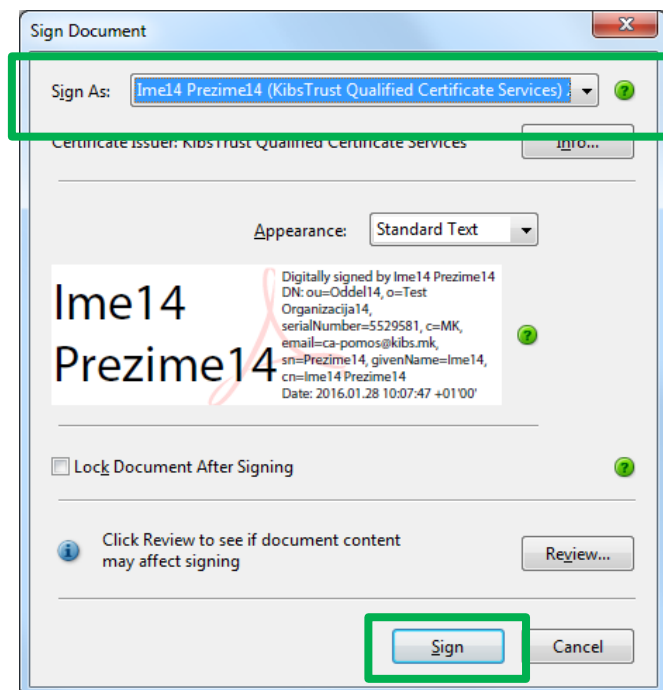 Sign Document
Sign As: Ime14 Prezime14 (KibsTrust Qualified Certificate Services)
Certificate Issuer: KibsTrust Qualified Certificate Services Info...
Appearance: Standard Text
Ime14
Prezime14
Digitally signed by Ime14 Prezime14
DN: ou=Oddel14, o=Test
Organizacija14,
serialNumber=5529581, c=MK,
email=ca-pomos@kibs.mk,
sn=Prezime14, givenName=Ime14,
cn=Ime14 Prezime14
Date: 2016.01.28 10:07:47 +01'00'
Lock Document After Signing
Click Review to see if document content
may affect signing
Review...
Sign Cancel